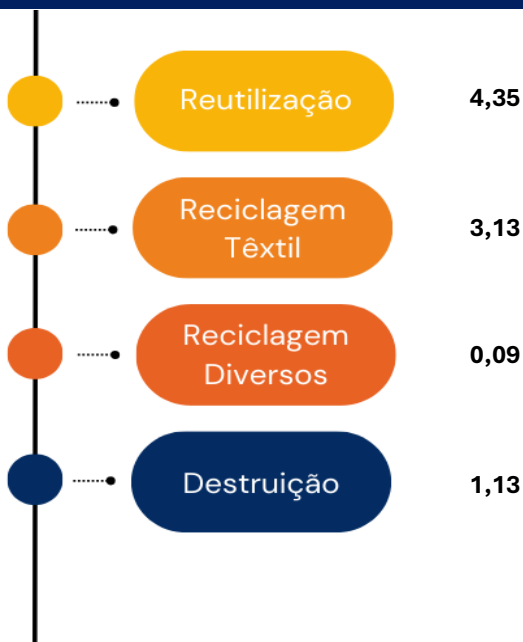 Reutilização 4,35
Reciclagem
Têxtil 3,13
Reciclagem
Diversos 0,09
Destruição 1,13